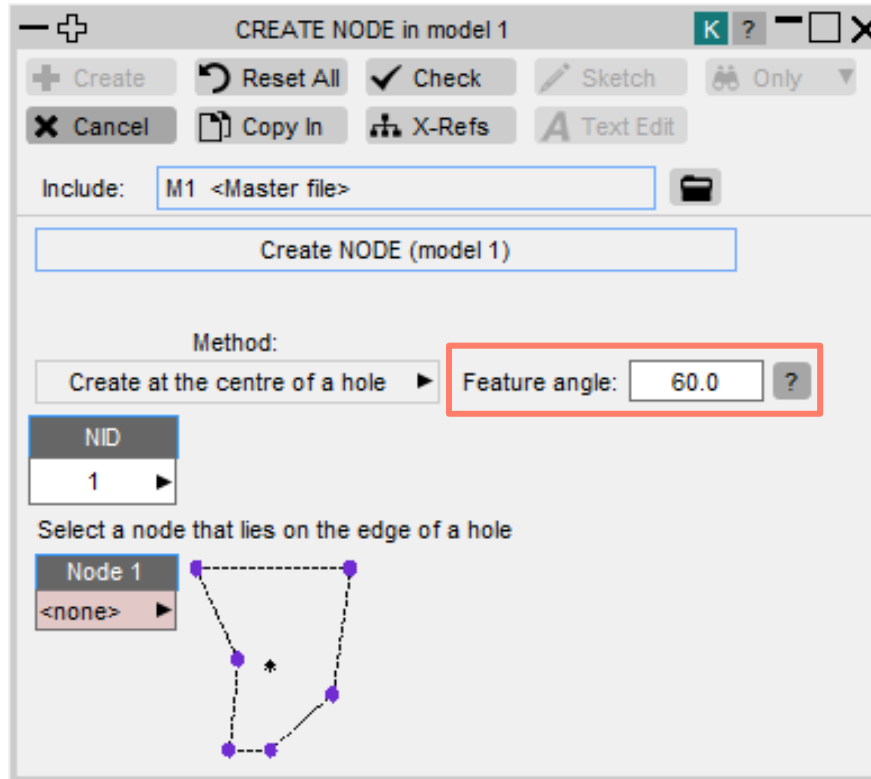 CREATE NODE in model 1 K ?
Create Reset All Check Sketch Only
Cancel Copy In X-Refs A Text Edit
Include: M1 <Master file>
Create NODE (model 1)
Method:
Create at the centre of a hole Feature angle: 60.0 ?
NID
1
Select a node that lies on the edge of a hole
Node 1
<none>